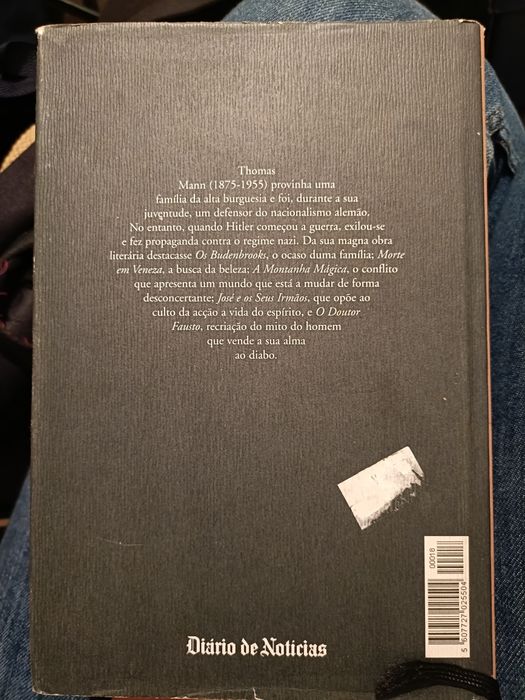 Thomas
Mann (1875-1955) provinha uma
família da alta burguesia e foi, durante a sua
juventude, um defensor do nacionalismo alemão.
No entanto, quando Hitler começou a guerra, exilou-se
e fez propaganda contra o regime nazi. Da sua magna obra
literária destacasse Os Budenbrooks, o ocaso duma família; Morte
em Veneza, a busca da beleza; A Montanha Mágica, o conflito
que apresenta um mundo que está a mudar de forma
desconcertante; José e os Seus Irmãos, que opõe ao
culto da acção a vida do espírito, e O Doutor
Fausto, recriação do mito do homem
que vende a sua alma
ao diabo.
00018
5607727025504
Diário de Notícias